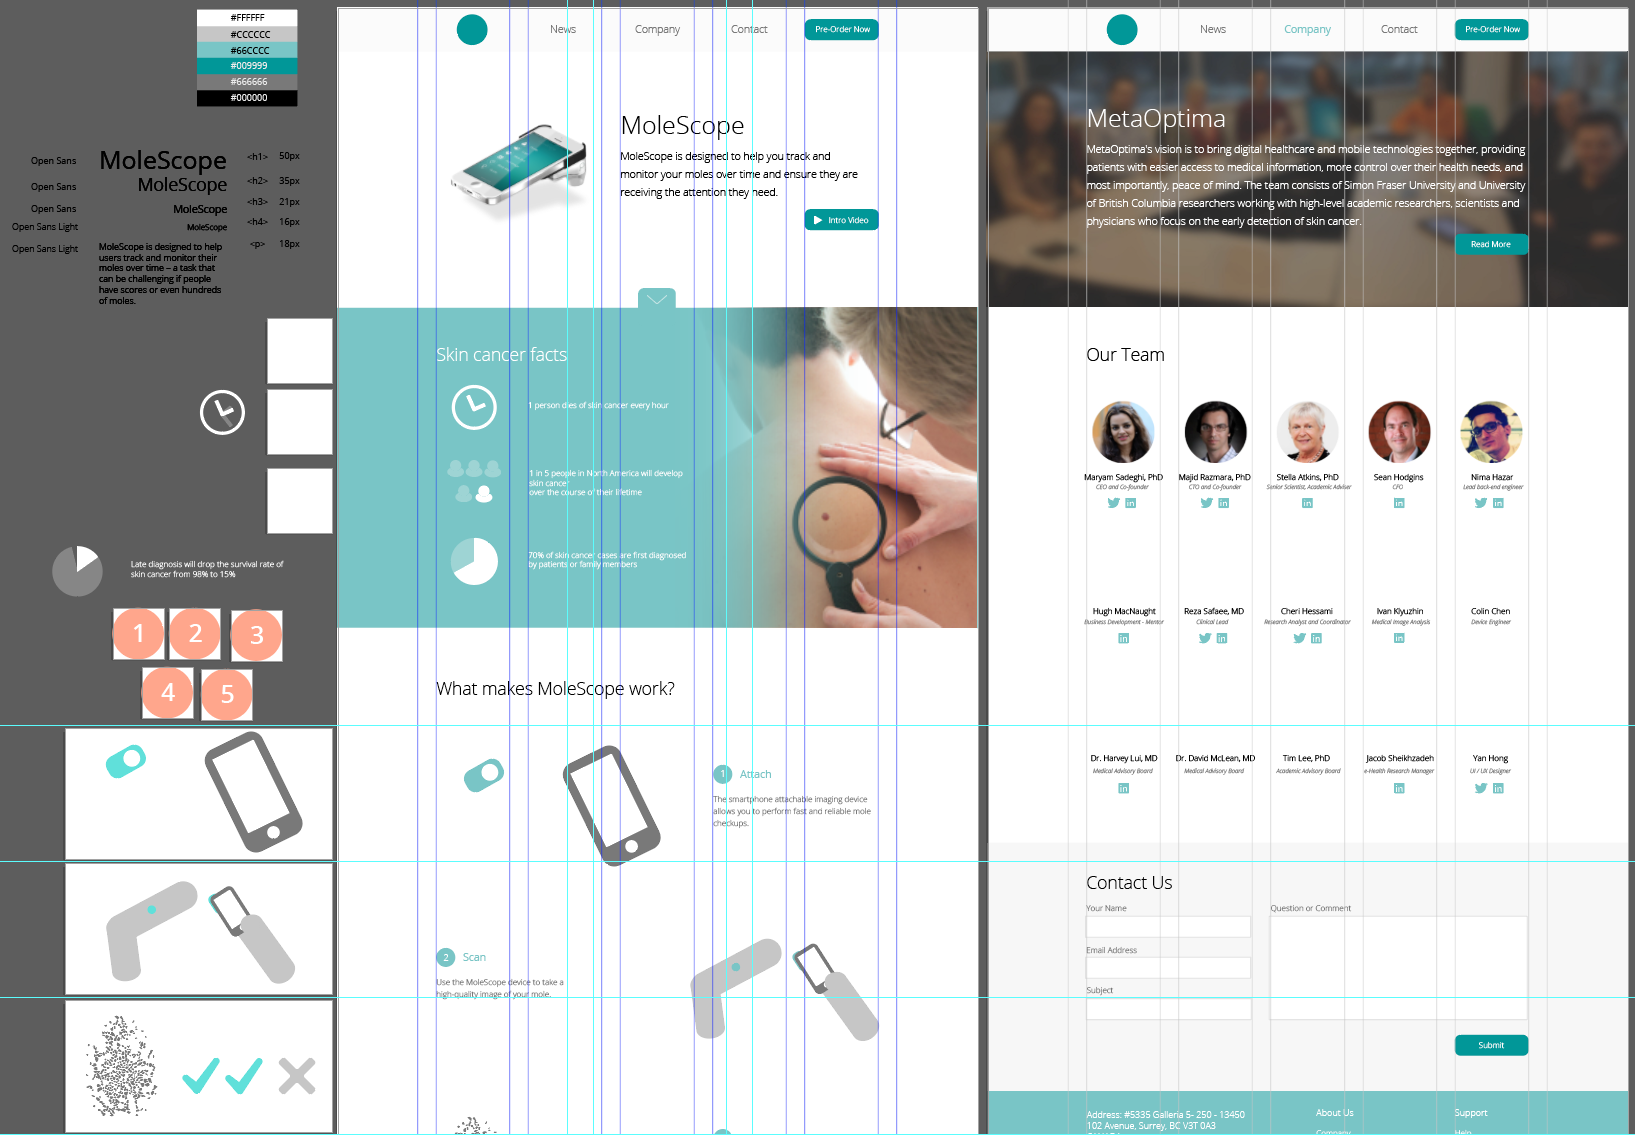 #FFFFFF
#CCCCCC
#66CCCC
#009999
#666666
#000000
Open Sans MoleScope <h1> 50px
Open Sans MoleScope <h2> 35px
Open Sans MoleScope <h3> 21px
Open Sans Light MoleScope <h4> 16px
Open Sans Light <p> 18px
MoleScope is designed to help
users track and monitor their
moles over time – a task that
can be challenging if people
have scores or even hundreds
of moles.
Late diagnosis will drop the survival rate of
skin cancer from 98% to 15%
1 2 3
4 5
News Company Contact Pre-Order Now
MoleScope
MoleScope is designed to help you track and
monitor your moles over time and ensure they are
receiving the attention they need.
Intro Video
Skin cancer facts
1 person dies of skin cancer every hour
1 in 5 people in North America will develop
skin cancer
over the course of their lifetime
70% of skin cancer cases are first diagnosed
by patients or family members
What makes MoleScope work?
1 Attach
The smartphone attachable imaging device
allows you to perform fast and reliable mole
checkups.
2 Scan
Use the MoleScope device to take a
high-quality image of your mole.
News Company Contact Pre-Order Now
MetaOptima
MetaOptima's vision is to bring digital healthcare and mobile technologies together, providing
patients with easier access to medical information, more control over their health needs, and
most importantly, peace of mind. The team consists of Simon Fraser University and University
of British Columbia researchers working with high-level academic researchers, scientists and
physicians who focus on the early detection of skin cancer.
Read More
Our Team
Maryam Sadeghi, PhD Majid Razmara, PhD Stella Atkins, PhD Sean Hodgins Nima Hazar
CEO and Co-founder CTO and Co-founder Senior Scientist, Academic Adviser CFO Lead back-end engineer
Hugh MacNaught Reza Safaee, MD Cheri Hessami Ivan Klyuzhin Colin Chen
Business Development - Mentor Clinical Lead Research Analyst and Coordinator Medical Image Analysis Device Engineer
Dr. Harvey Lui, MD Dr. David McLean, MD Tim Lee, PhD Jacob Sheikhzadeh Yan Hong
Medical Advisory Board Medical Advisory Board Academic Advisory Board e-Health Research Manager UI / UX Designer
Contact Us
Your Name Question or Comment
Email Address
Subject
Submit
Address: #5335 Galleria 5- 250 - 13450 About Us Support
102 Avenue, Surrey, BC V3T 0A3
Company Help